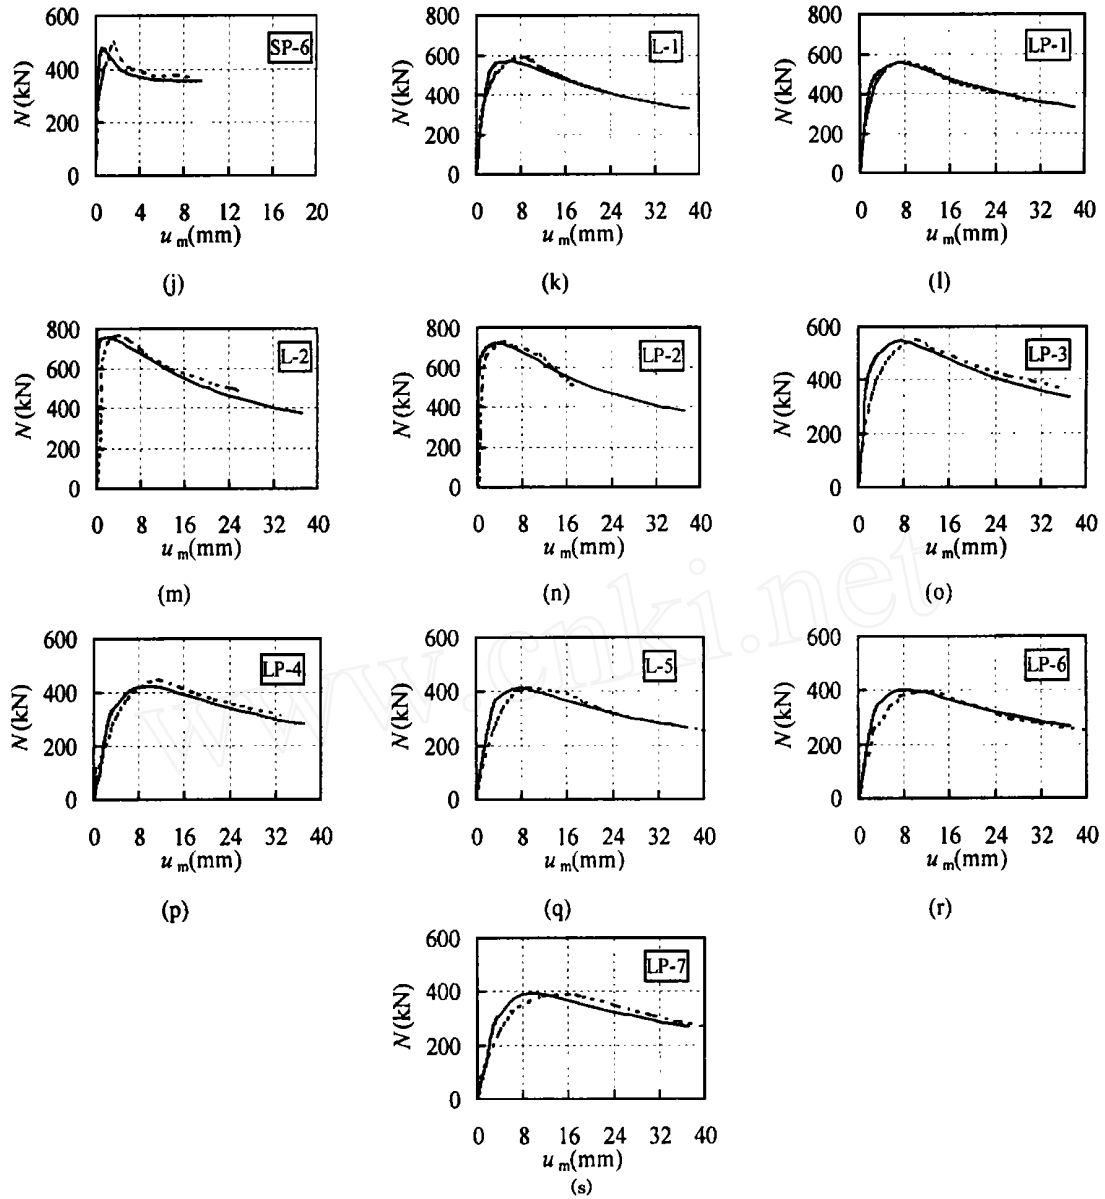 600
400
200
0
N(kN)
SP-6
0 4 8 12 16 20
u m(mm)
(j)
800
600
400
200
0
N(kN)
L-1
0 8 16 24 32 40
u m(mm)
(k)
800
600
400
200
0
N(kN)
LP-1
0 8 16 24 32 40
u m(mm)
(l)
800
600
400
200
0
N(kN)
L-2
0 8 16 24 32 40
u m(mm)
(m)
800
600
400
200
0
N(kN)
LP-2
0 8 16 24 32 40
u m(mm)
(n)
600
400
200
0
N(kN)
LP-3
0 8 16 24 32 40
u m(mm)
(o)
600
400
200
0
N(kN)
LP-4
0 8 16 24 32 40
u m(mm)
(p)
600
400
200
0
N(kN)
L-5
0 8 16 24 32 40
u m(mm)
(q)
600
400
200
0
N(kN)
LP-6
0 8 16 24 32 40
u m(mm)
(r)
600
400
200
0
N(kN)
LP-7
0 8 16 24 32 40
u m(mm)
(s)
www.cnki.net